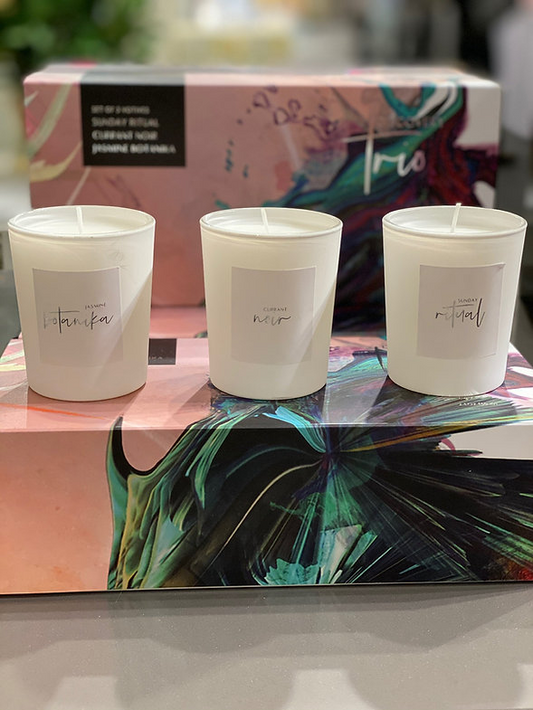 SET OF 3 VOTIVES
SUNDAY RITUAL
CURRANT NOIR
JASMINE BOTANIKA
Trio
JASMINE
botanika
CURRANT
noir
SUNDAY
ritual